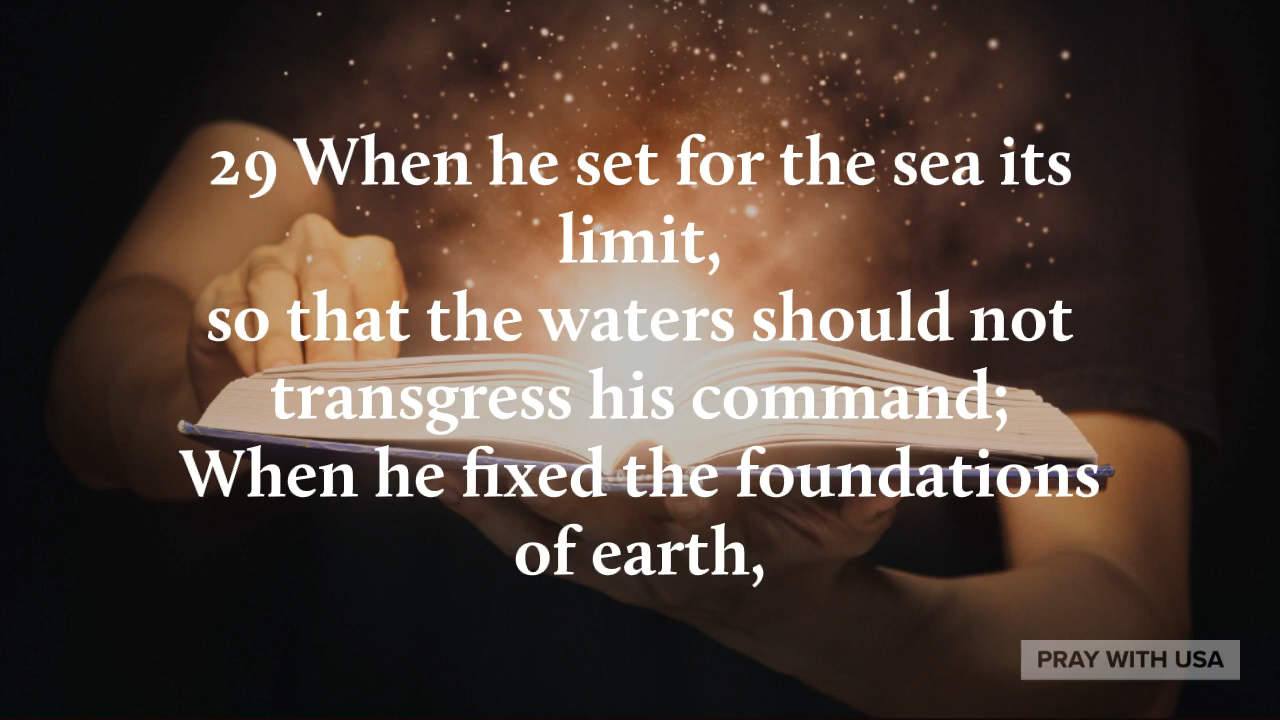 29 When he set for the sea its
limit,
so that the waters should not
transgress his command;
When he fixed the foundations
of earth,
PRAY WITH USA